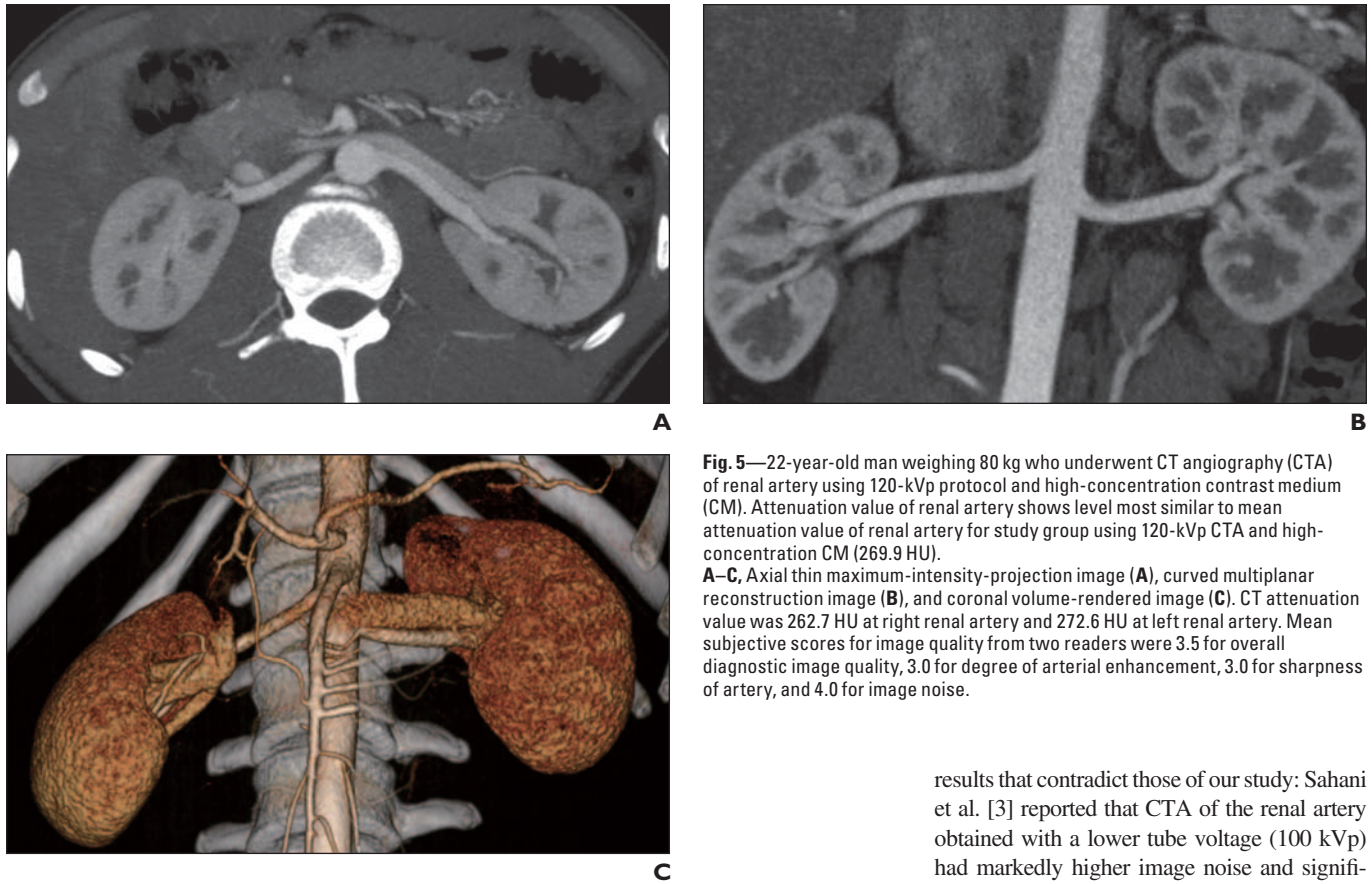 A
B
C
Fig. 5—22-year-old man weighing 80 kg who underwent CT angiography (CTA)
of renal artery using 120-kVp protocol and high-concentration contrast medium
(CM). Attenuation value of renal artery shows level most similar to mean
attenuation value of renal artery for study group using 120-kVp CTA and high-
concentration CM (269.9 HU).
A–C, Axial thin maximum-intensity-projection image (A), curved multiplanar
reconstruction image (B), and coronal volume-rendered image (C). CT attenuation
value was 262.7 HU at right renal artery and 272.6 HU at left renal artery. Mean
subjective scores for image quality from two readers were 3.5 for overall
diagnostic image quality, 3.0 for degree of arterial enhancement, 3.0 for sharpness
of artery, and 4.0 for image noise.
results that contradict those of our study: Sahani
et al. [3] reported that CTA of the renal artery
obtained with a lower tube voltage (100 kVp)
had markedly higher image noise and signifi-